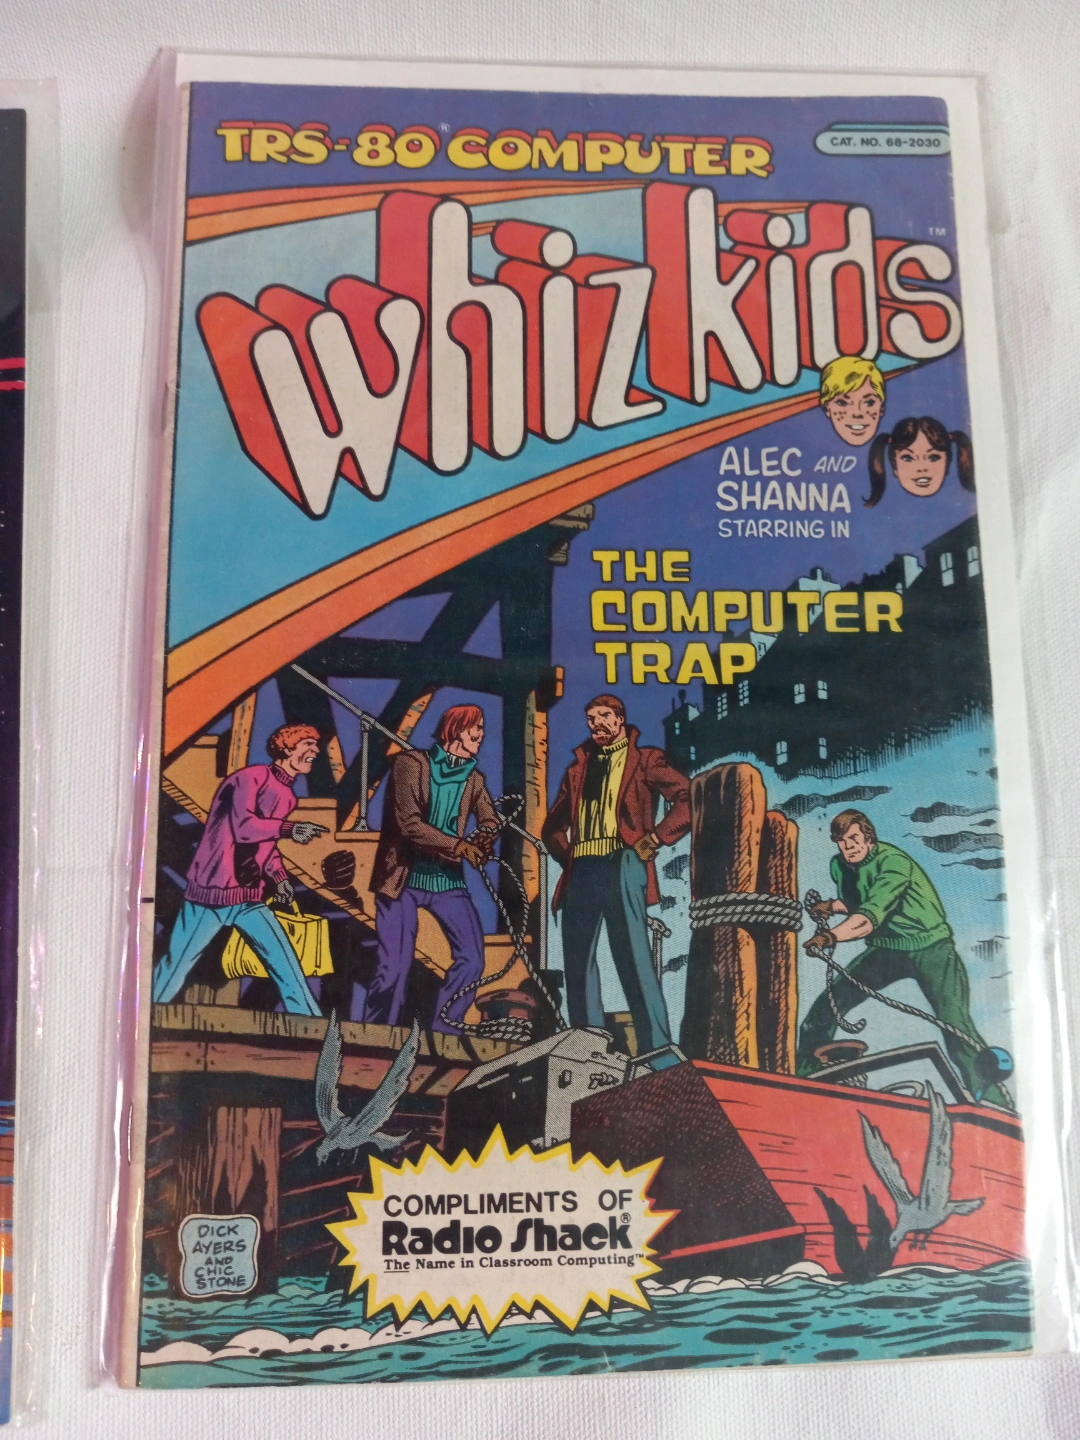 TRS-80® COMPUTER
CAT. NO. 68-2030
whiz kids™
ALEC AND
SHANNA
STARRING IN
THE
COMPUTER
TRAP
COMPLIMENTS OF
Radio Shack®
The Name in Classroom Computing™
DICK
AYERS
AND
CHIC
STONE